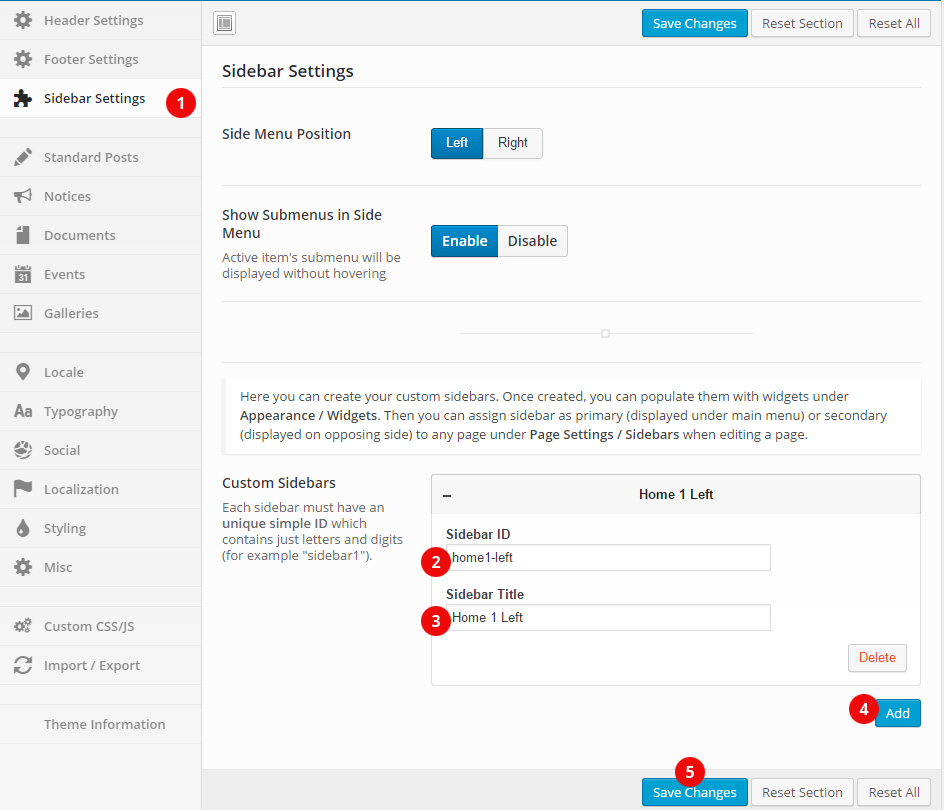 Header Settings
Footer Settings
Sidebar Settings
1
Standard Posts
Notices
Documents
31
Events
Galleries
Locale
Aa
Typography
Social
Localization
Styling
Misc
Custom CSS/JS
Import / Export
Theme Information
Save Changes
Reset Section
Reset All
Sidebar Settings
Side Menu Position
Left
Right
Show Submenus in Side
Menu
Active item's submenu will be
displayed without hovering
Enable
Disable
Here you can create your custom sidebars. Once created, you can populate them with widgets under
Appearance / Widgets. Then you can assign sidebar as primary (displayed under main menu) or secondary
(displayed on opposing side) to any page under Page Settings / Sidebars when editing a page.
Custom Sidebars
Each sidebar must have an
unique simple ID which
contains just letters and digits
(for example "sidebar1").
– Home 1 Left
Sidebar ID
2
home1-left
Sidebar Title
3
Home 1 Left
Delete
4
Add
5
Save Changes
Reset Section
Reset All